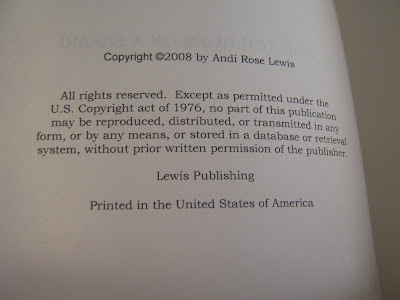 Copyright ©2008 by Andi Rose Lewis
All rights reserved. Except as permitted under the
U.S. Copyright act of 1976, no part of this publication
may be reproduced, distributed, or transmitted in any
form, or by any means, or stored in a database or retrieval
system, without prior written permission of the publisher.
Lewis Publishing
Printed in the United States of America